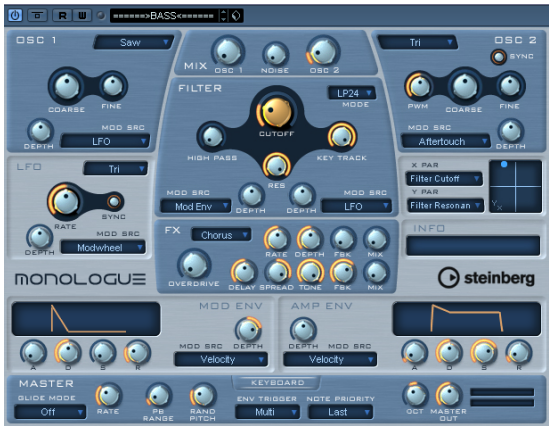 R W ======>BASS<======
OSC 1 Saw
COARSE FINE
DEPTH MOD SRC LFO
MIX
OSC 1 NOISE OSC 2
FILTER
LP24
MODE
CUTOFF
HIGH PASS KEY TRACK
RES
MOD SRC Mod Env DEPTH DEPTH MOD SRC LFO
Tri OSC 2
SYNC
PWM COARSE FINE
MOD SRC Aftertouch DEPTH
LFO Tri
RATE SYNC
DEPTH MOD SRC Modwheel
X PAR
Filter Cutoff
Y PAR
Filter Resonan
Y X
FX Chorus
RATE DEPTH FBK MIX
OVERDRIVE
DELAY SPREAD TONE FBK MIX
INFO
MONOLOGUE
steinberg
MOD ENV
DEPTH
MOD SRC
Velocity
A D S R
AMP ENV
DEPTH
MOD SRC
Velocity
A D S R
MASTER
KEYBOARD
GLIDE MODE
Off
RATE PB RANGE RAND PITCH
ENV TRIGGER
Multi
NOTE PRIORITY
Last
OCT MASTER OUT